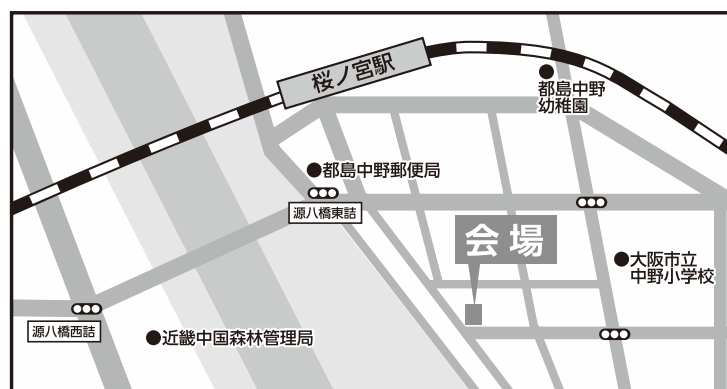 桜ノ宮駅
都島中野
幼稚園
都島中野郵便局
源八橋東詰
会場
大阪市立
中野小学校
源八橋西詰
近畿中国森林管理局